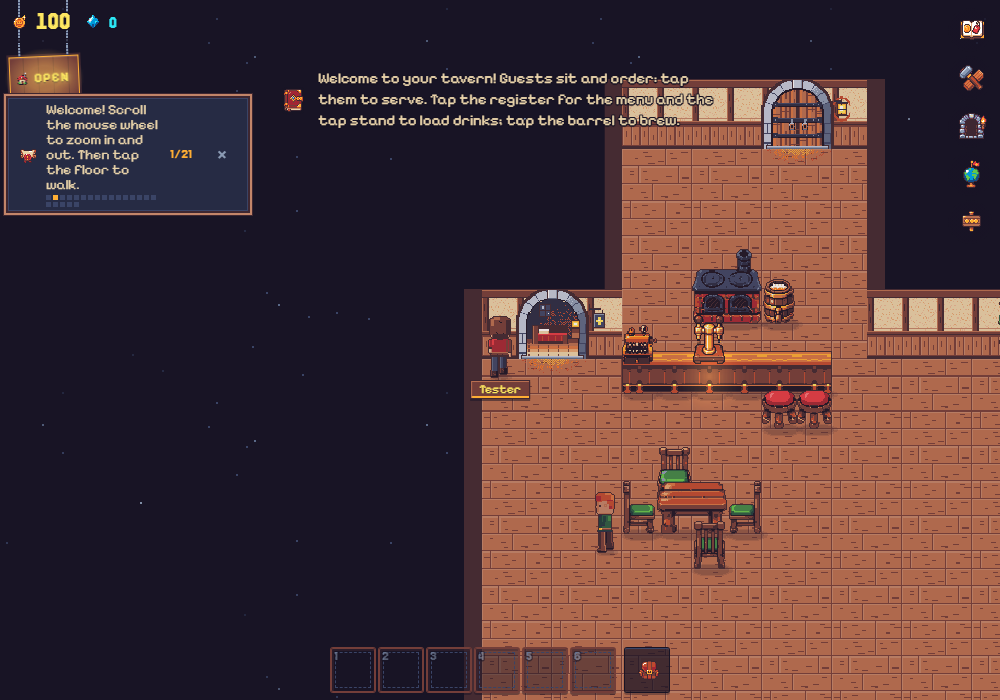 100
0
OPEN
Welcome! Scroll
the mouse wheel
to zoom in and
out. Then tap
the floor to
walk.
1/21
Welcome to your tavern! Guests sit and order: tap
them to serve. Tap the register for the menu and the
tap stand to load drinks; tap the barrel to brew.
Tester
1
2
3
4
5
6